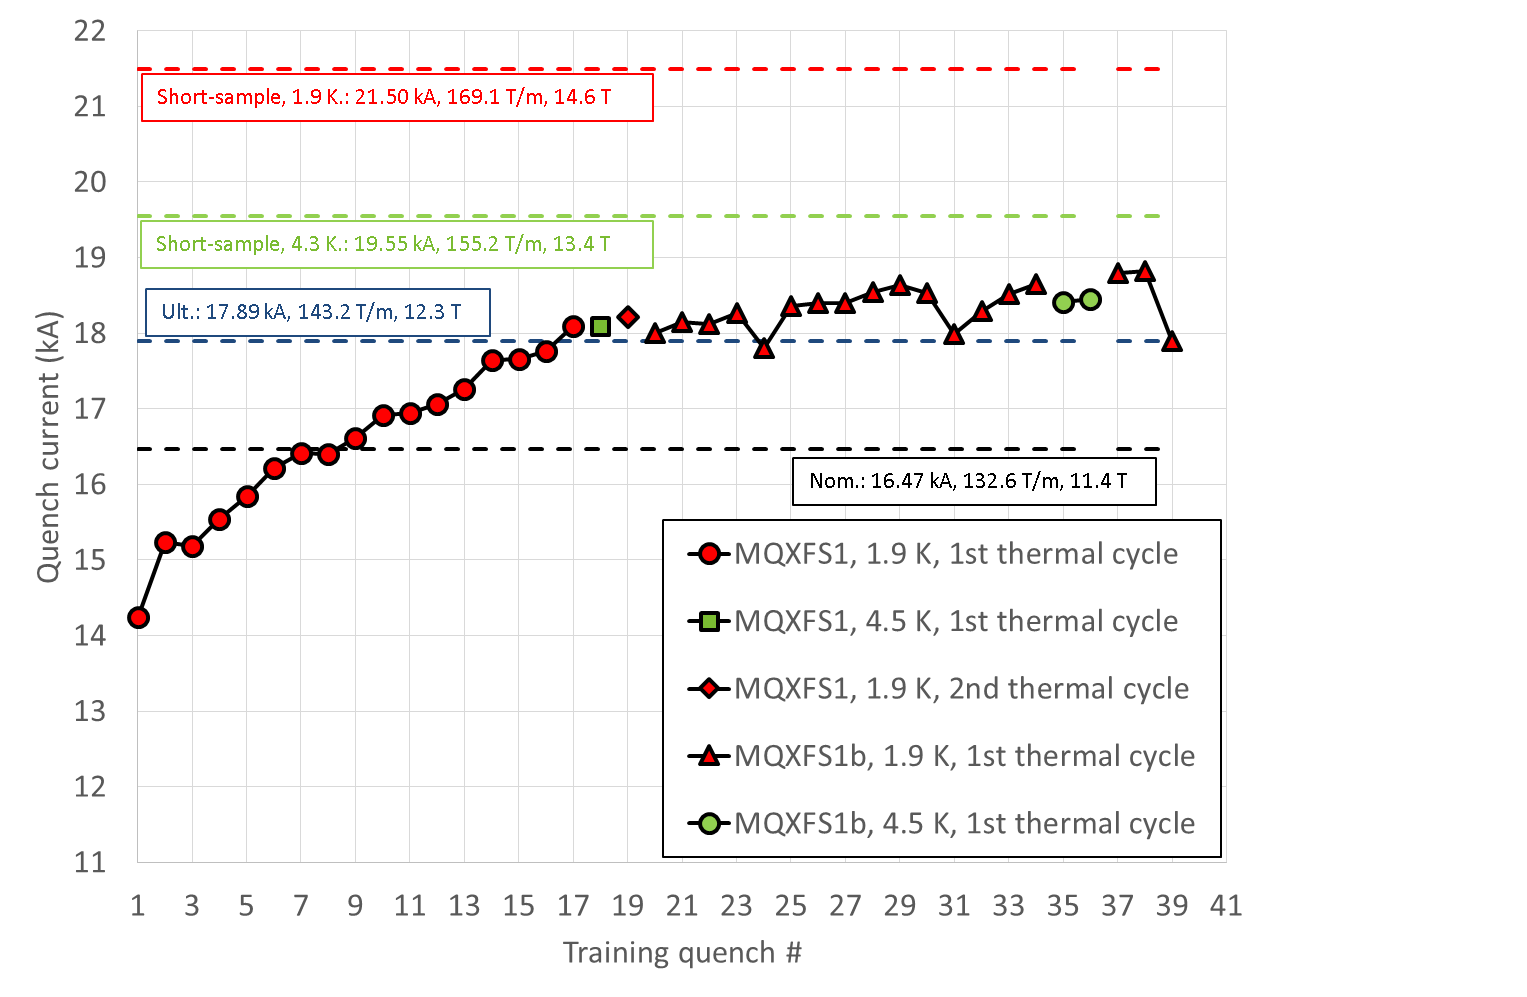 22
21
20
19
18
17
16
15
14
13
12
11
Quench current (kA)
Short-sample, 1.9 K.: 21.50 kA, 169.1 T/m, 14.6 T
Short-sample, 4.3 K.: 19.55 kA, 155.2 T/m, 13.4 T
Ult.: 17.89 kA, 143.2 T/m, 12.3 T
Nom.: 16.47 kA, 132.6 T/m, 11.4 T
MQXFS1, 1.9 K, 1st thermal cycle
MQXFS1, 4.5 K, 1st thermal cycle
MQXFS1, 1.9 K, 2nd thermal cycle
MQXFS1b, 1.9 K, 1st thermal cycle
MQXFS1b, 4.5 K, 1st thermal cycle
1 3 5 7 9 11 13 15 17 19 21 23 25 27 29 31 33 35 37 39 41
Training quench #